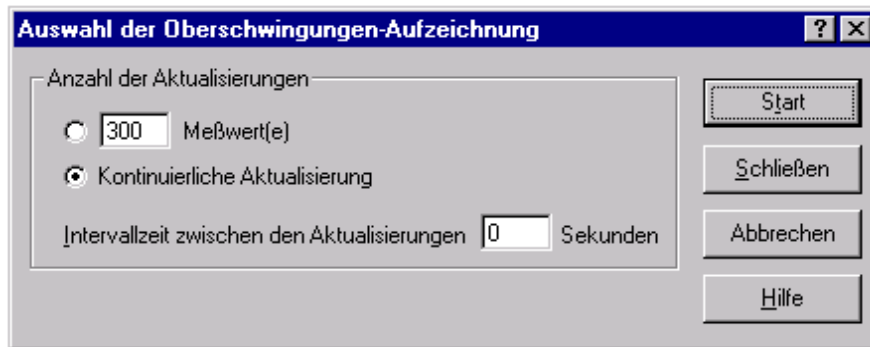 Auswahl der Oberschwingungen-Aufzeichnung
Anzahl der Aktualisierungen
300 Meßwert(e)
Kontinuierliche Aktualisierung
Intervallzeit zwischen den Aktualisierungen 0 Sekunden
Start
Schließen
Abbrechen
Hilfe